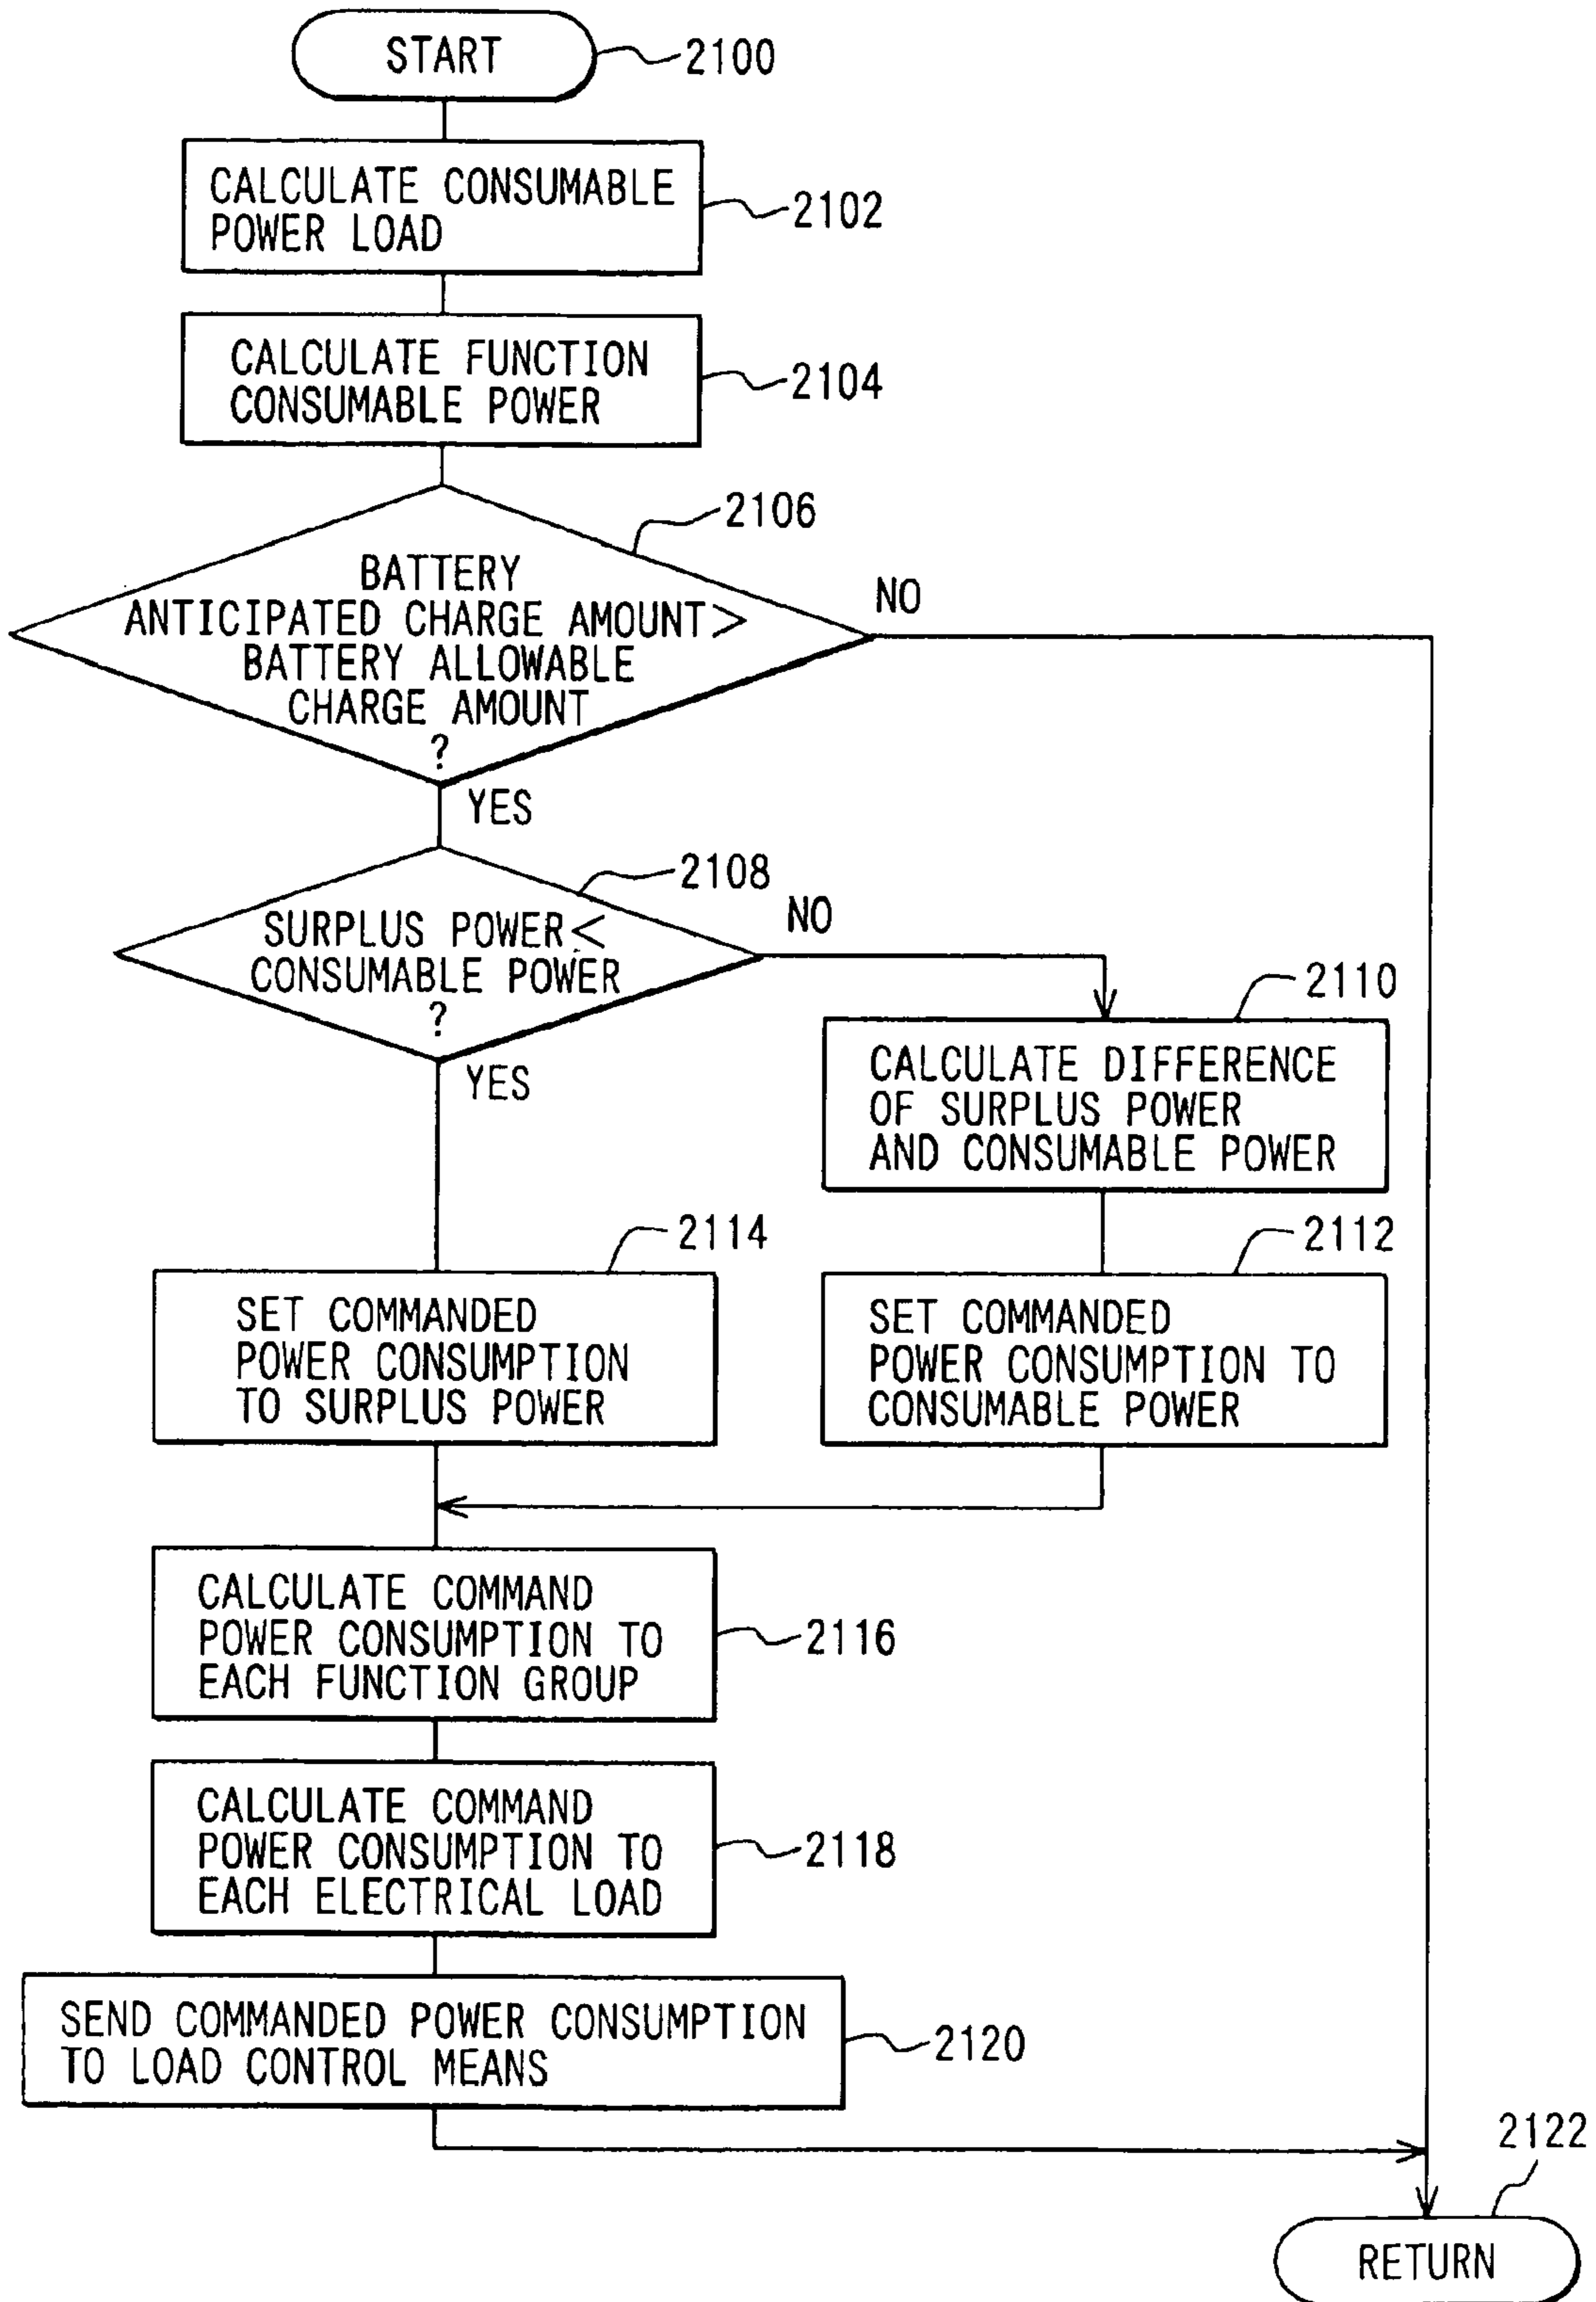 START
2100
CALCULATE CONSUMABLE
POWER LOAD
2102
CALCULATE FUNCTION
CONSUMABLE POWER
2104
2106
BATTERY
ANTICIPATED CHARGE AMOUNT>
BATTERY ALLOWABLE
CHARGE AMOUNT
?
NO
YES
2108
SURPLUS POWER<
CONSUMABLE POWER
?
NO
YES
2110
CALCULATE DIFFERENCE
OF SURPLUS POWER
AND CONSUMABLE POWER
2114
SET COMMANDED
POWER CONSUMPTION
TO SURPLUS POWER
2112
SET COMMANDED
POWER CONSUMPTION TO
CONSUMABLE POWER
CALCULATE COMMAND
POWER CONSUMPTION TO
EACH FUNCTION GROUP
2116
CALCULATE COMMAND
POWER CONSUMPTION TO
EACH ELECTRICAL LOAD
2118
SEND COMMANDED POWER CONSUMPTION
TO LOAD CONTROL MEANS
2120
2122
RETURN